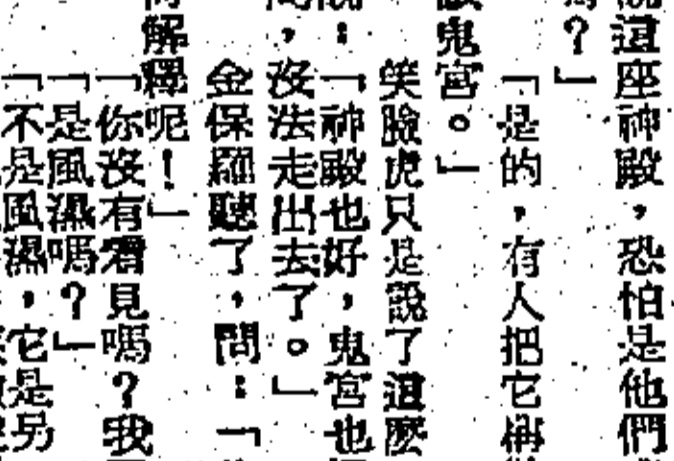 說這座神殿，恐怕是他們
嗎？」
「是的，有人把它稱
鬼宮。」
笑臉虎只是說了這麼
說：「神殿也好，鬼宮也
，沒法走出去了。」
金保羅聽了，問：「
解釋呢！」
「你沒有看見嗎？我
「是風濕嗎？」
「不是風濕，它是另